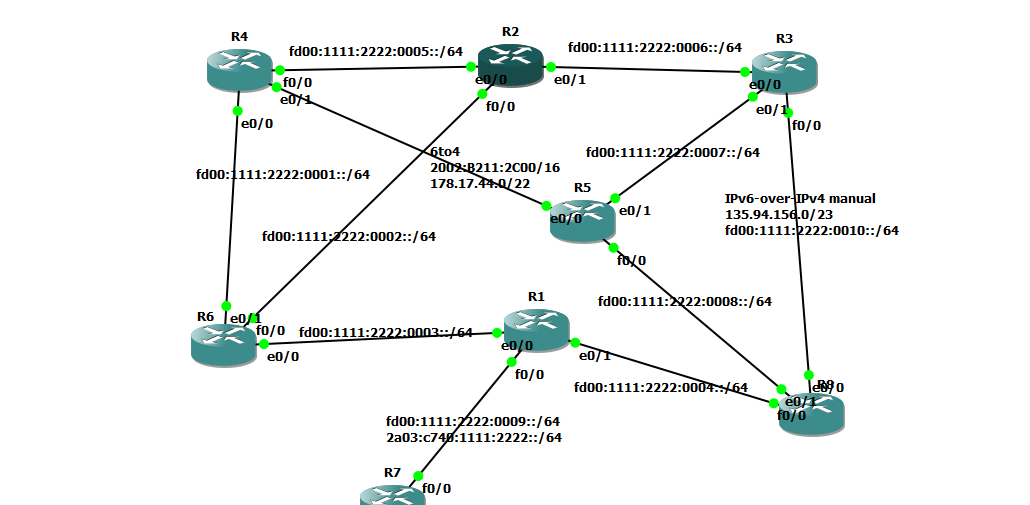 R4
R2
R3
fd00:1111:2222:0005::/64
fd00:1111:2222:0006::/64
f0/0
e0/0
e0/1
e0/0
e0/1
f0/0
e0/1
f0/0
e0/0
6to4
2002:B211:2C00/16
178.17.44.0/22
fd00:1111:2222:0007::/64
fd00:1111:2222:0001::/64
R5
IPv6-over-IPv4 manual
135.94.156.0/23
fd00:1111:2222:0010::/64
e0/0
e0/1
fd00:1111:2222:0002::/64
f0/0
R1
fd00:1111:2222:0008::/64
R6
e0/1
f0/0
fd00:1111:2222:0003::/64
e0/0
e0/0
e0/1
f0/0
fd00:1111:2222:0004::/64
e0/0
e0/1
f0/0
fd00:1111:2222:0009::/64
2a03:c740:1111:2222::/64
R7
f0/0